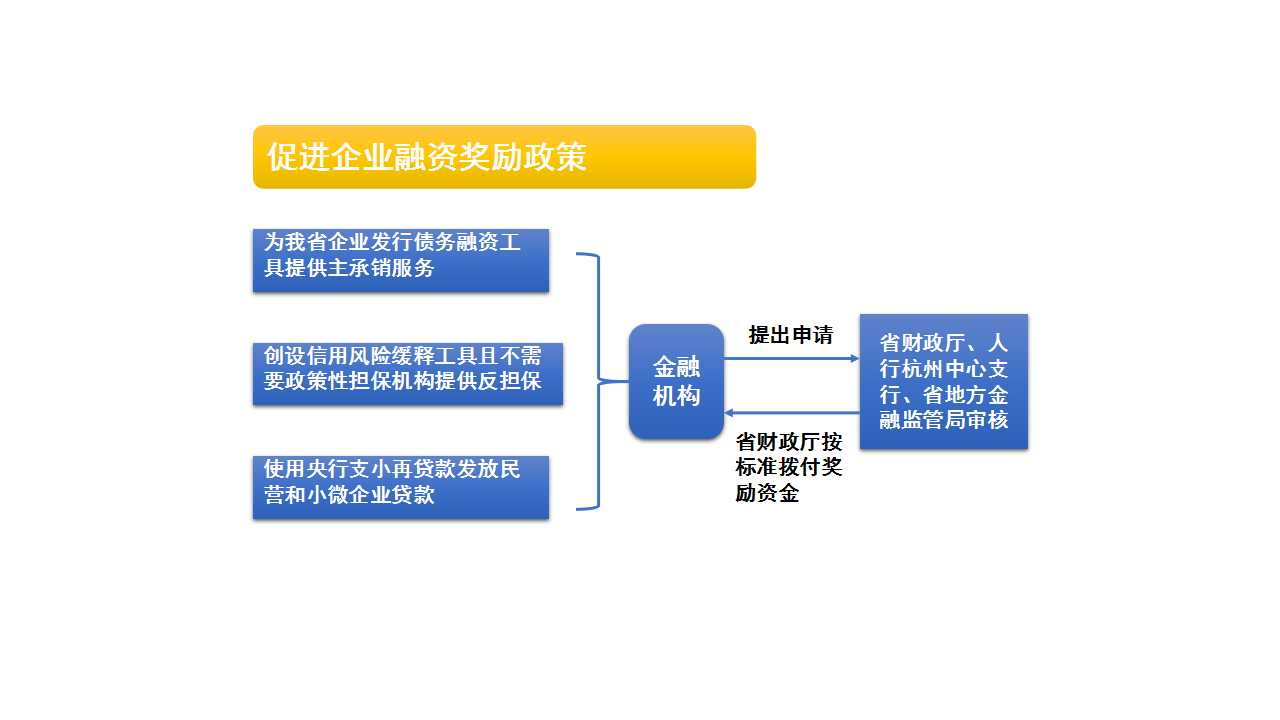 促进企业融资奖励政策
为我省企业发行债务融资工
具提供主承销服务
创设信用风险缓释工具且不需
要政策性担保机构提供反担保
使用央行支小再贷款发放民
营和小微企业贷款
金融
机构
提出申请
省财政厅按
标准拨付奖
励资金
省财政厅、人
行杭州中心支
行、省地方金
融监管局审核